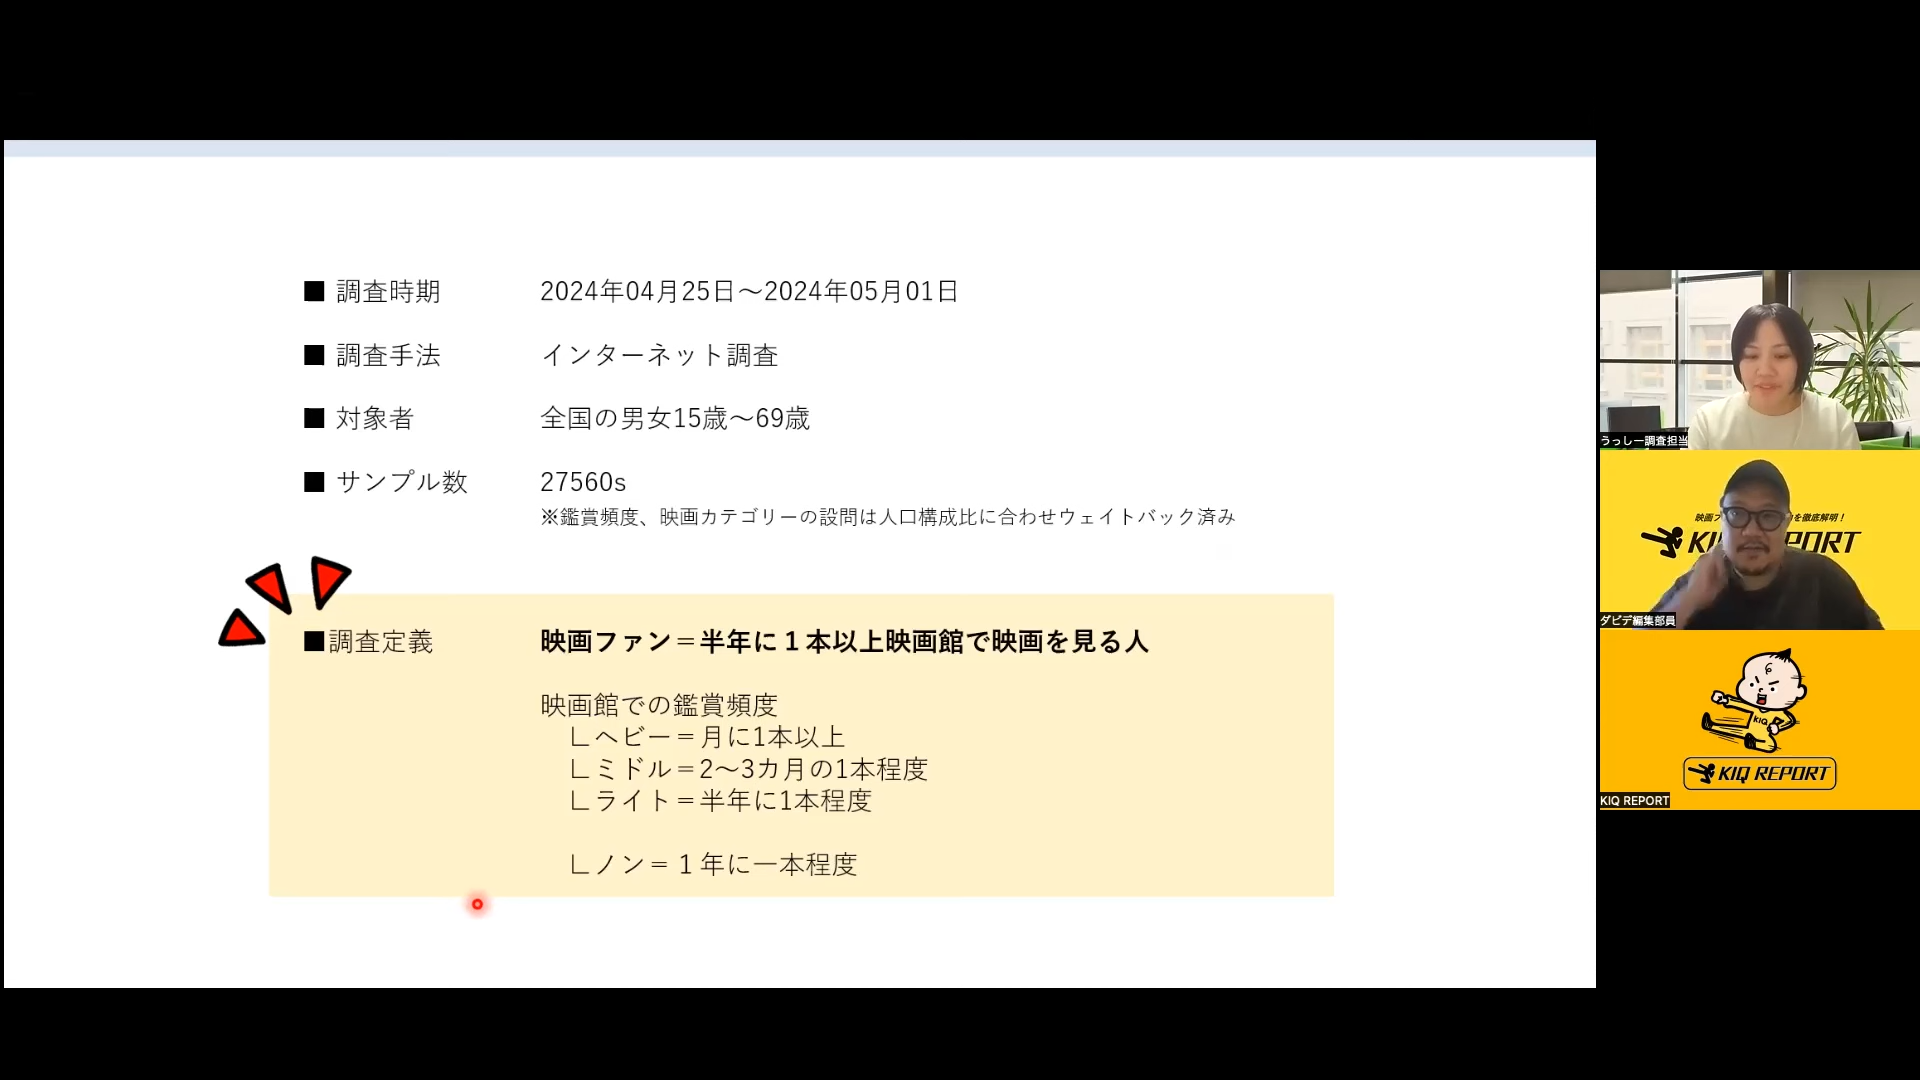 ■ 調査時期 2024年04月25日～2024年05月01日
■ 調査手法 インターネット調査
■ 対象者 全国の男女15歳～69歳
■ サンプル数 27560s
※鑑賞頻度、映画カテゴリーの設問は人口構成比に合わせウェイトバック済み
■調査定義 映画ファン＝半年に１本以上映画館で映画を見る人
映画館での鑑賞頻度
∟ヘビー＝月に1本以上
∟ミドル＝2～3カ月の1本程度
∟ライト＝半年に1本程度
∟ノン＝１年に一本程度
うっしー調査担当
を徹底解明！
ダビデ編集部員
KIQ
KIQ REPORT
KIQ REPORT